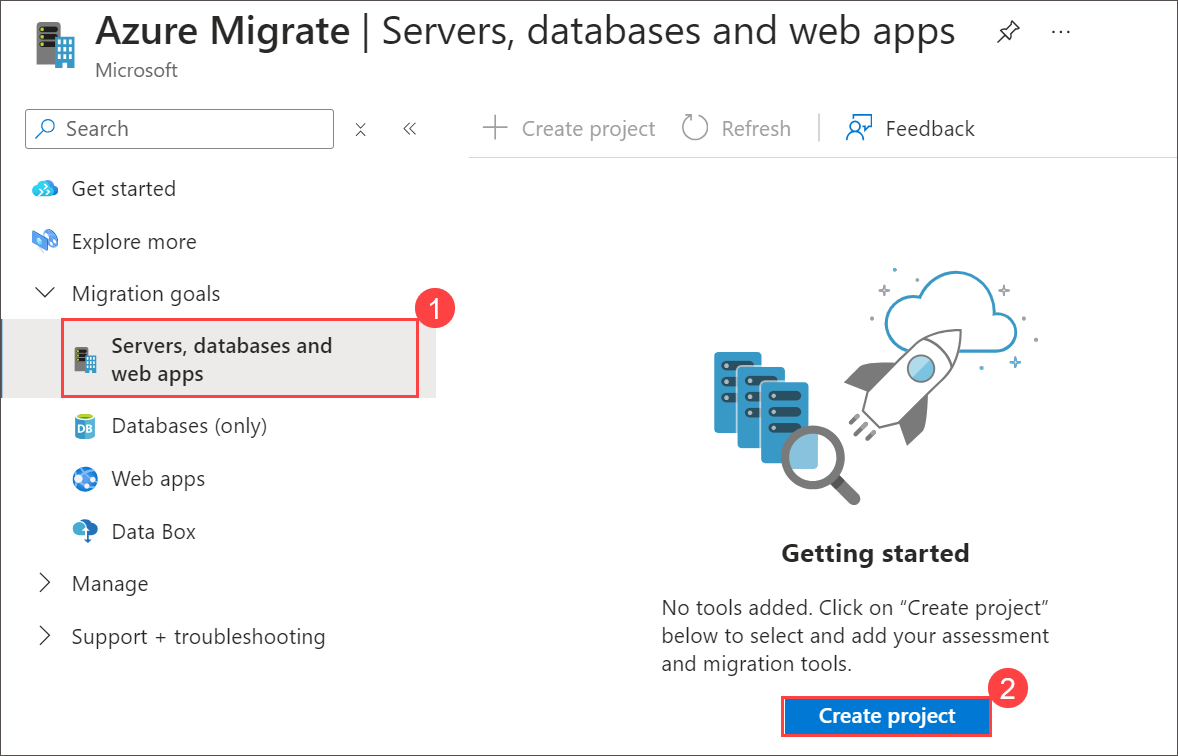 Azure Migrate | Servers, databases and web apps
...
Microsoft
Search
Create project
Refresh
Feedback
Get started
Explore more
Migration goals
1
Servers, databases and
web apps
DB
Databases (only)
Web apps
Data Box
Manage
Support + troubleshooting
Getting started
No tools added. Click on “Create project”
below to select and add your assessment
and migration tools.
2
Create project